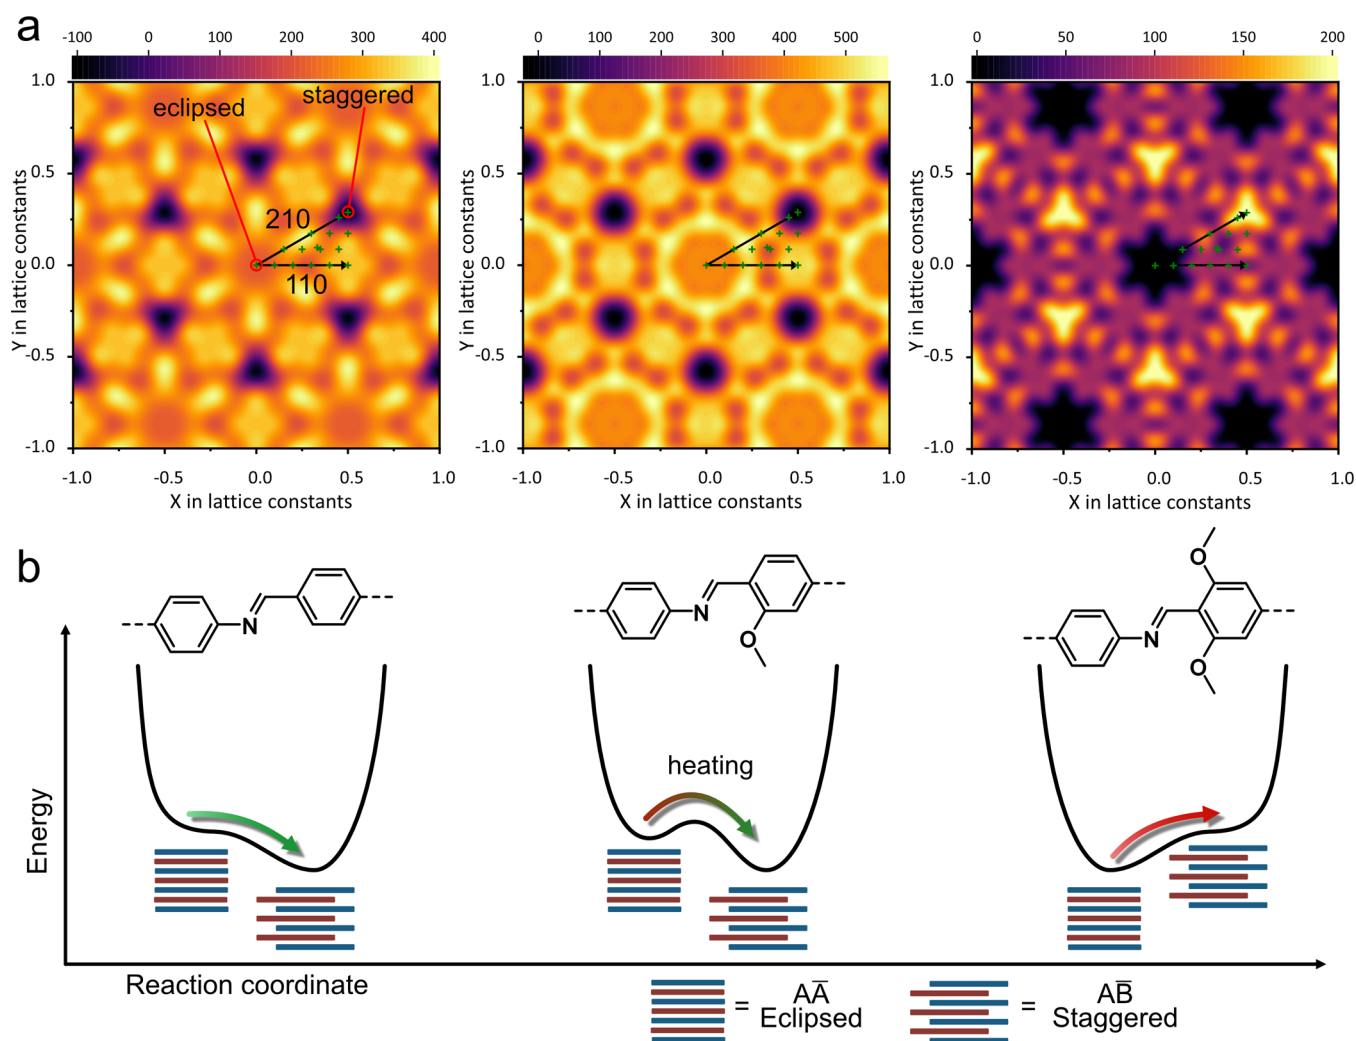 a
-100 0 100 200 300 400
0 100 200 300 400 500
0 50 100 150 200
1.0
0.5
0.0
-0.5
-1.0
Y in lattice constants
eclipsed
staggered
210
110
-1.0 -0.5 0.0 0.5 1.0
X in lattice constants
1.0
0.5
0.0
-0.5
-1.0
Y in lattice constants
-1.0 -0.5 0.0 0.5 1.0
X in lattice constants
1.0
0.5
0.0
-0.5
-1.0
Y in lattice constants
-1.0 -0.5 0.0 0.5 1.0
X in lattice constants
b
N
N
O
N
O
O
Energy
heating
Reaction coordinate
= AA̅
Eclipsed
= AB̅
Staggered